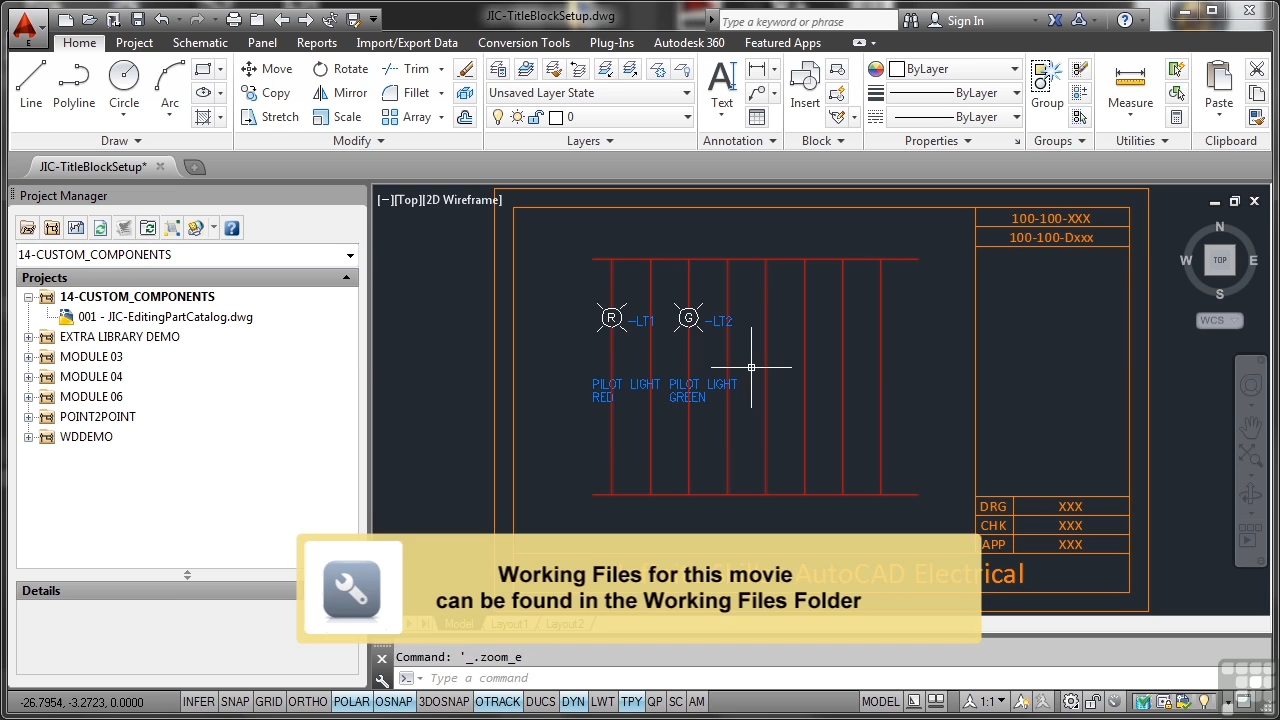 JIC-TitleBlockSetup.dwg
Type a keyword or phrase
Sign In
E
Home
Project
Schematic
Panel
Reports
Import/Export Data
Conversion Tools
Plug-Ins
Autodesk 360
Featured Apps
Line
Polyline
Circle
Arc
Move
Rotate
Trim
Copy
Mirror
Fillet
Stretch
Scale
Array
Unsaved Layer State
0
Text
Insert
ByLayer
ByLayer
ByLayer
Group
Measure
Paste
Draw
Modify
Layers
Annotation
Block
Properties
Groups
Utilities
Clipboard
JIC-TitleBlockSetup*
Project Manager
14-CUSTOM_COMPONENTS
Projects
14-CUSTOM_COMPONENTS
001 - JIC-EditingPartCatalog.dwg
EXTRA LIBRARY DEMO
MODULE 03
MODULE 04
MODULE 06
POINT2POINT
WDDEMO
Details
[−][Top][2D Wireframe]
100-100-XXX
100-100-Dxxx
N
W TOP E
S
WCS
R -LT1
G -LT2
PILOT LIGHT
RED
PILOT LIGHT
GREEN
DRG XXX
CHK XXX
APP XXX
AutoCAD Electrical
Working Files for this movie
can be found in the Working Files Folder
Model
Layout1
Layout2
Command: '_.zoom_e
Type a command
-26.7954, -3.2723, 0.0000
INFER SNAP GRID ORTHO POLAR OSNAP 3DOSNAP OTRACK DUCS DYN LWT TPY QP SC AM
MODEL
1:1